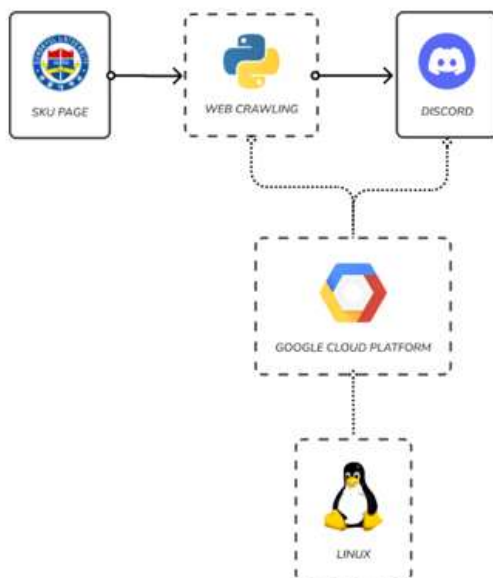 SKU PAGE
WEB CRAWLING
DISCORD
GOOGLE CLOUD PLATFORM
LINUX